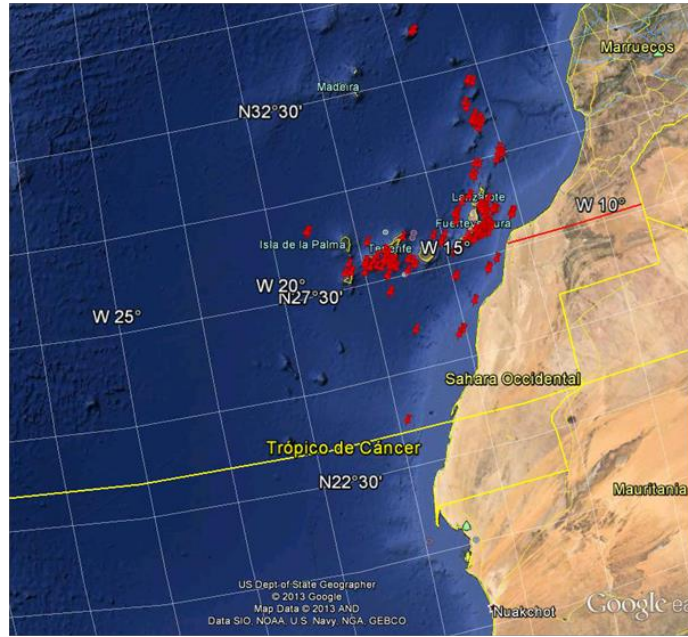 Marruecos
Madeira
N32°30'
Lanzarote
W 10°
Fuerteventura
Isla de la Palma
Tenerife
W 15°
W 20°
N27°30'
W 25°
Sahara Occidental
Trópico de Cáncer
N22°30'
Mauritania
US Dept of State Geographer
© 2013 Google
Map Data © 2013 AND
Data SIO, NOAA, U.S. Navy, NGA, GEBCO
Nuakchot
Google ea